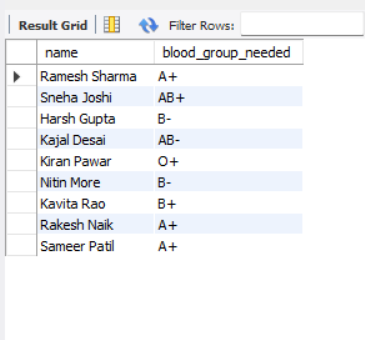 Result Grid Filter Rows:
name blood_group_needed
Ramesh Sharma A+
Sneha Joshi AB+
Harsh Gupta B-
Kajal Desai AB-
Kiran Pawar O+
Nitin More B-
Kavita Rao B+
Rakesh Naik A+
Sameer Patil A+